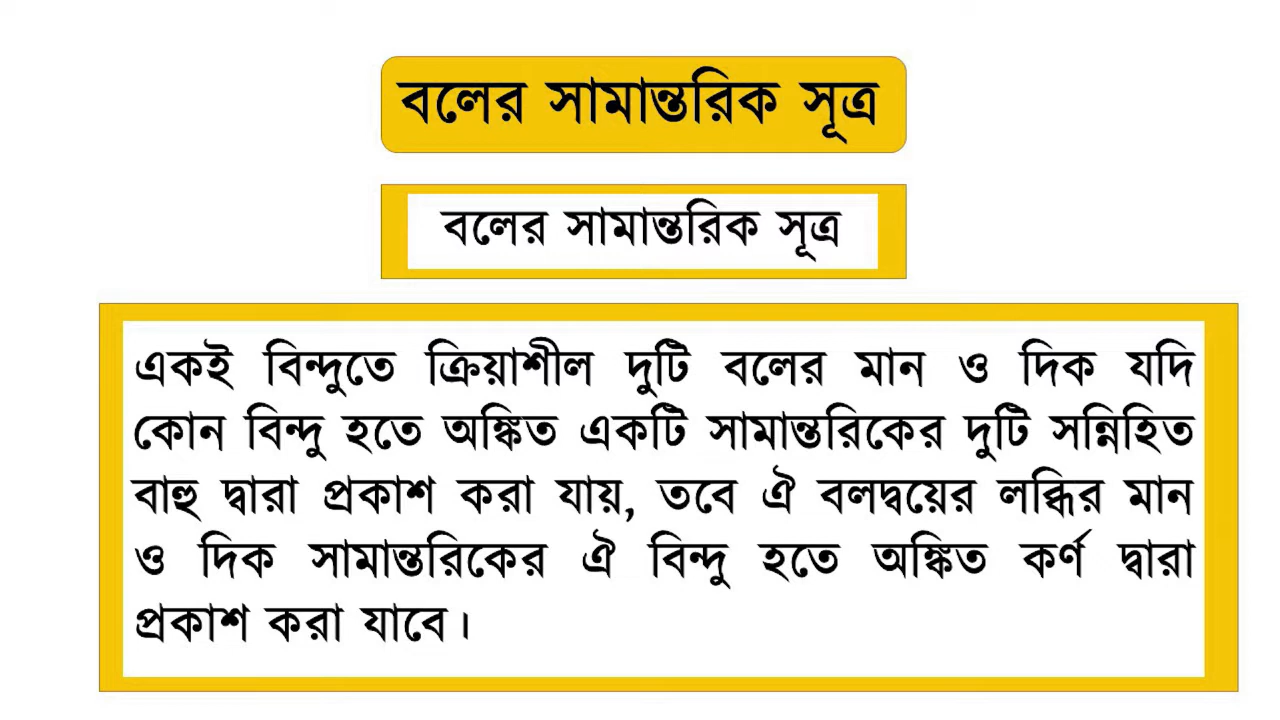 বলের সামান্তরিক সূত্র
বলের সামান্তরিক সূত্র
একই বিন্দুতে ক্রিয়াশীল দুটি বলের মান ও দিক যদি
কোন বিন্দু হতে অঙ্কিত একটি সামান্তরিকের দুটি সন্নিহিত
বাহু দ্বারা প্রকাশ করা যায়, তবে ঐ বলদ্বয়ের লব্ধির মান
ও দিক সামান্তরিকের ঐ বিন্দু হতে অঙ্কিত কর্ণ দ্বারা
প্রকাশ করা যাবে।